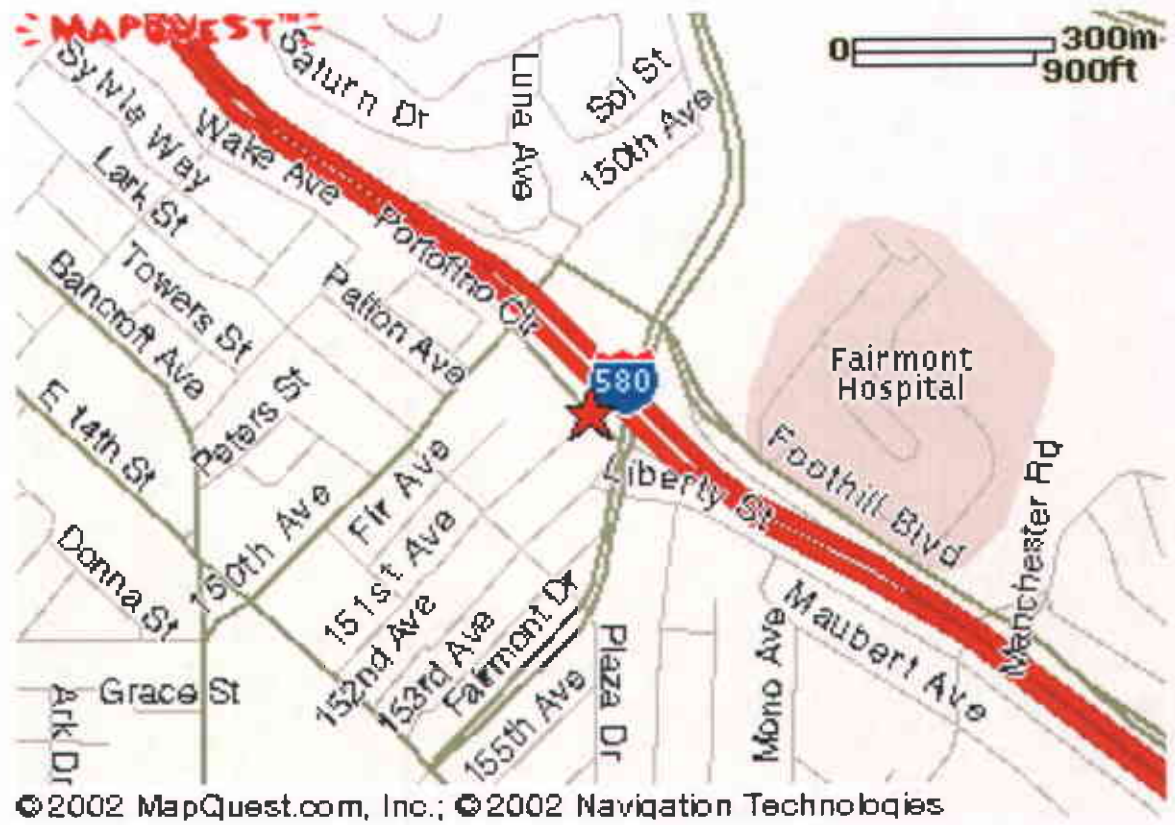 MAPQUEST™
0 300m
900ft
Saturn Dr
Luna Ave
Sol St
150th Ave
Sylvie Way
Wake Ave
Lark St
Portofino Cir
Towers St
Patton Ave
Bancroft Ave
580
Fairmont
Hospital
Peters St
E 14th St
Foothill Blvd
Liberty St
Manchester Rd
Fir Ave
150th Ave
151st Ave
Donna St
152nd Ave
153rd Ave
Fairmont Dr
Maubert Ave
Mono Ave
Plaza Dr
Grace St
Ark Dr
155th Ave
©2002 MapQuest.com, Inc.; ©2002 Navigation Technologies